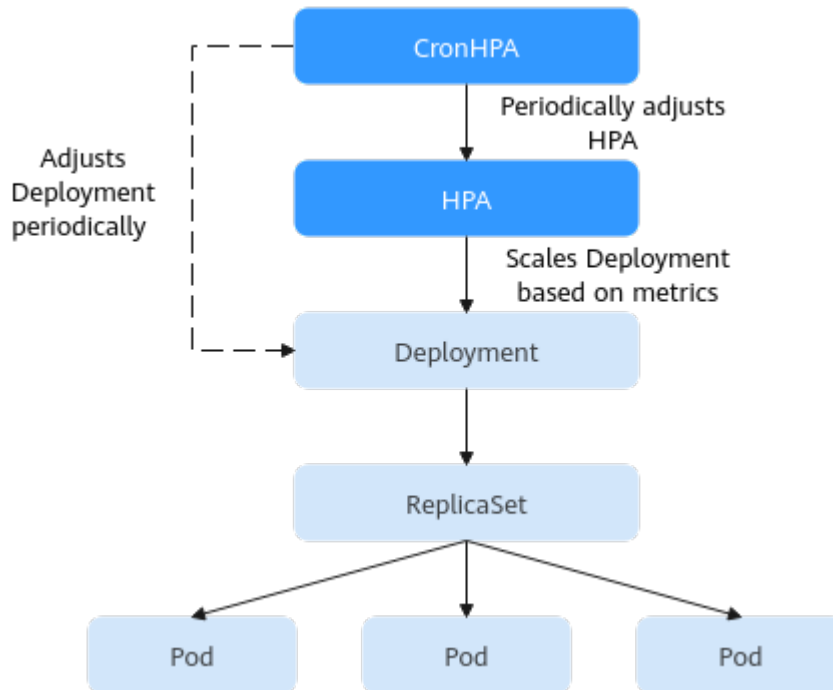 CronHPA
Periodically adjusts
HPA
Adjusts
Deployment
periodically
HPA
Scales Deployment
based on metrics
Deployment
ReplicaSet
Pod
Pod
Pod